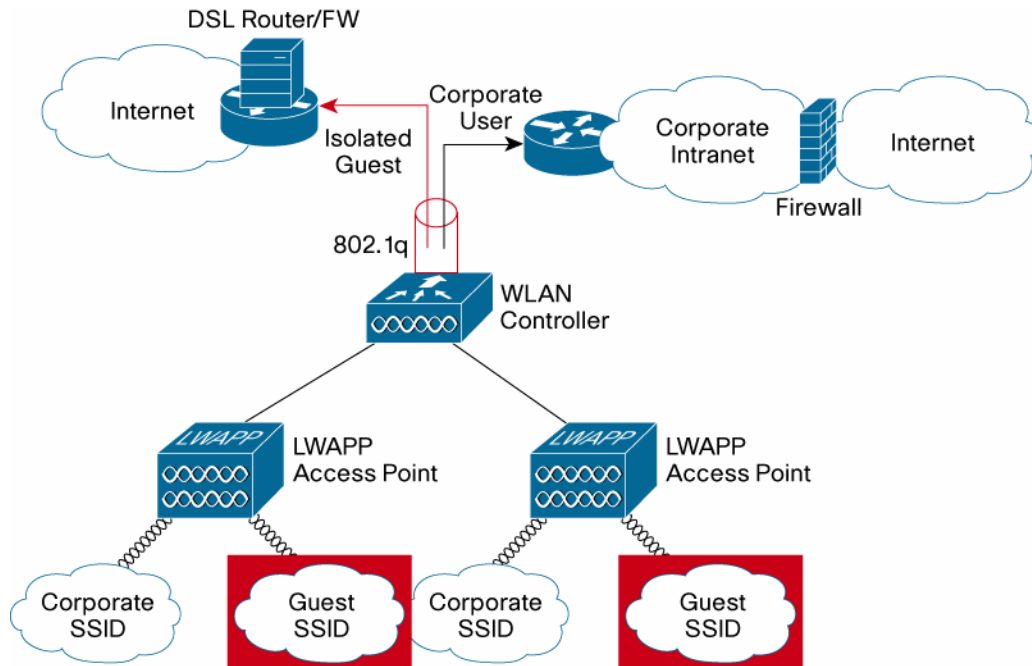 DSL Router/FW
Internet
Isolated
Guest
Corporate
User
Corporate
Intranet
Internet
Firewall
802.1q
WLAN
Controller
LWAPP
LWAPP
Access Point
LWAPP
LWAPP
Access Point
Corporate
SSID
Guest
SSID
Corporate
SSID
Guest
SSID